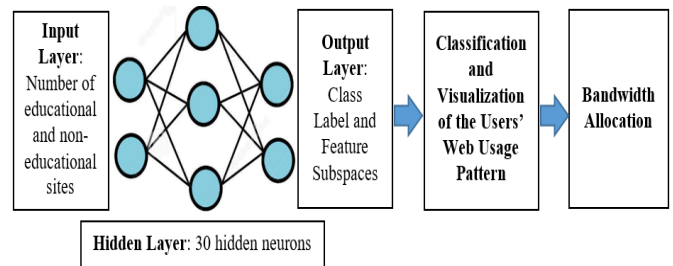 Input
Layer:
Number of
educational
and non-
educational
sites
Output
Layer:
Class
Label and
Feature
Subspaces
Classification
and
Visualization
of the Users’
Web Usage
Pattern
Bandwidth
Allocation
Hidden Layer: 30 hidden neurons